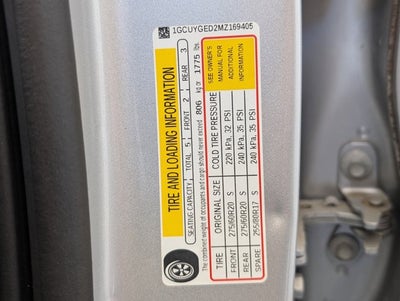 1GCUYGED2MZ169405
TIRE AND LOADING INFORMATION
SEATING CAPACITY TOTAL 5 FRONT 2 REAR 3
The combined weight of occupants and cargo should never exceed 806 kg or 1775 lbs.
TIRE ORIGINAL SIZE COLD TIRE PRESSURE
FRONT 275/60R20 S 220 kPa, 32 PSI
REAR 275/60R20 S 240 kPa, 35 PSI
SPARE 255/80R17 S 240 kPa, 35 PSI
SEE OWNER'S
MANUAL FOR
ADDITIONAL
INFORMATION